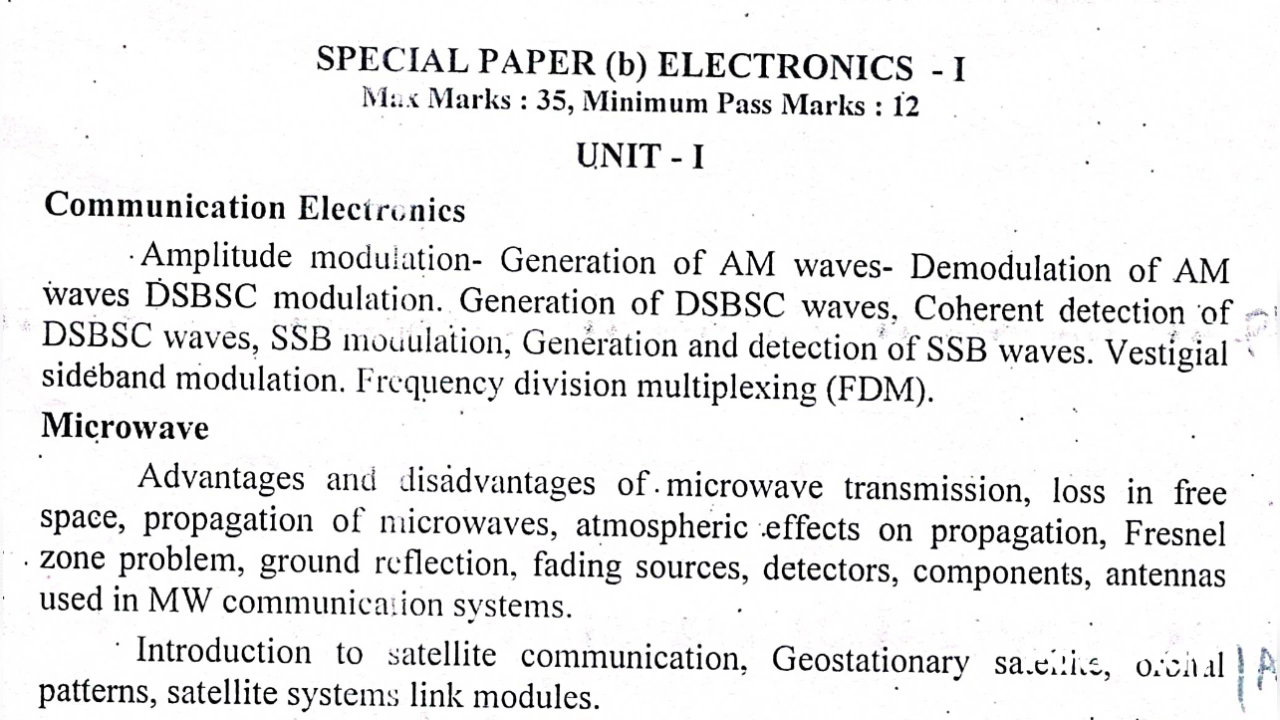 SPECIAL PAPER (b) ELECTRONICS - I
Max Marks : 35, Minimum Pass Marks : 12
UNIT - I
Communication Electronics
Amplitude modulation- Generation of AM waves- Demodulation of AM
waves DSBSC modulation. Generation of DSBSC waves, Coherent detection of
DSBSC waves, SSB modulation, Generation and detection of SSB waves. Vestigial
sideband modulation. Frequency division multiplexing (FDM).
Microwave
Advantages and disadvantages of microwave transmission, loss in free
space, propagation of microwaves, atmospheric effects on propagation, Fresnel
zone problem, ground reflection, fading sources, detectors, components, antennas
used in MW communication systems.
Introduction to satellite communication, Geostationary satellite, orbital
patterns, satellite systems link modules.